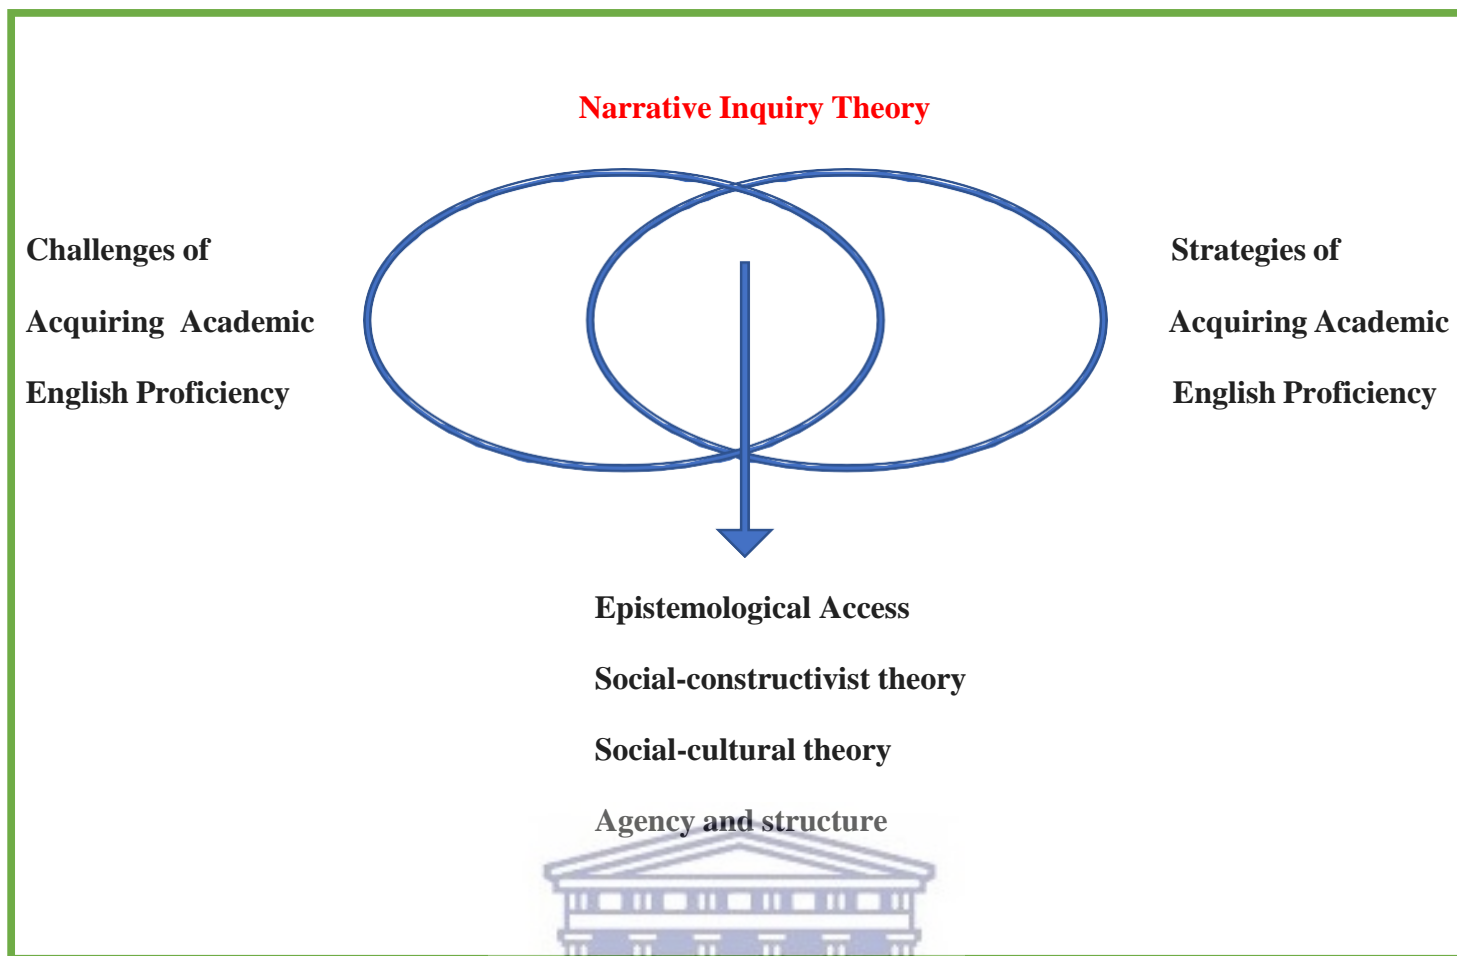 Narrative Inquiry Theory
Challenges of
Acquiring Academic
English Proficiency
Strategies of
Acquiring Academic
English Proficiency
Epistemological Access
Social-constructivist theory
Social-cultural theory
Agency and structure